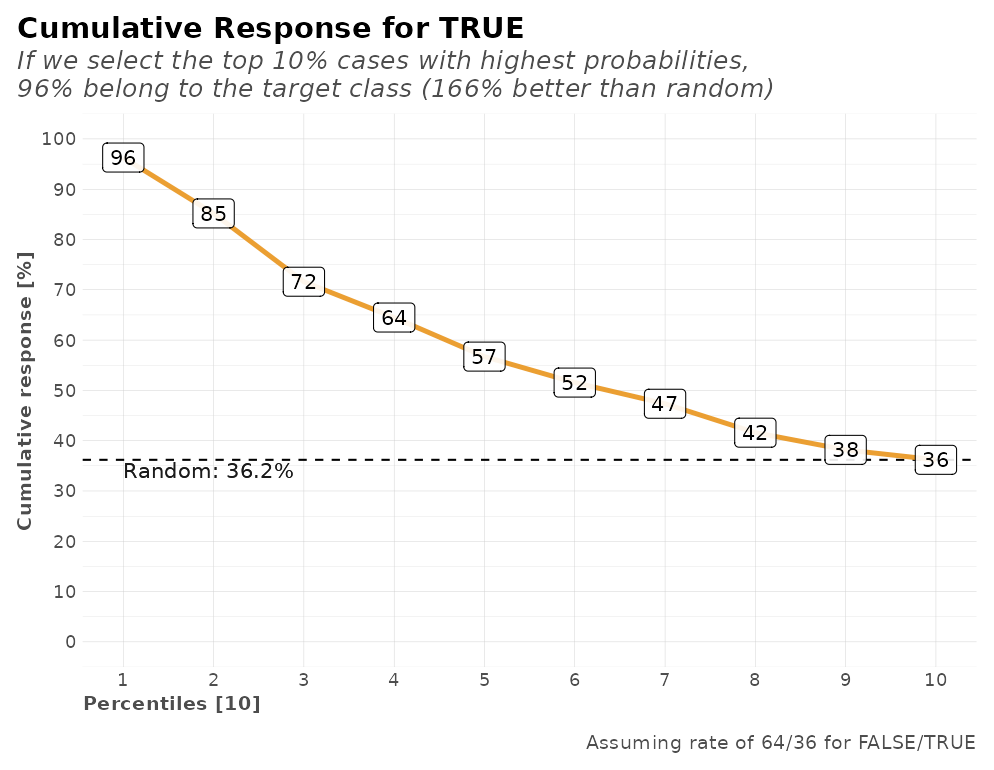 Cumulative Response for TRUE
If we select the top 10% cases with highest probabilities,
96% belong to the target class (166% better than random)
Cumulative response [%]
100
90
80
70
60
50
40
30
20
10
0
96
85
72
64
57
52
47
42
38
36
Random: 36.2%
1 2 3 4 5 6 7 8 9 10
Percentiles [10]
Assuming rate of 64/36 for FALSE/TRUE